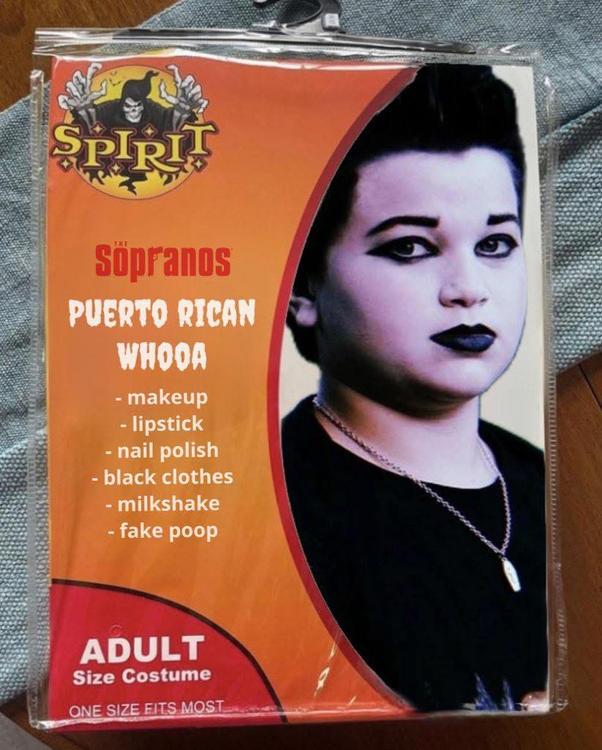 SPIRIT
THE
Sopranos
PUERTO RICAN
WHOOA
- makeup
- lipstick
- nail polish
- black clothes
- milkshake
- fake poop
ADULT
Size Costume
ONE SIZE FITS MOST